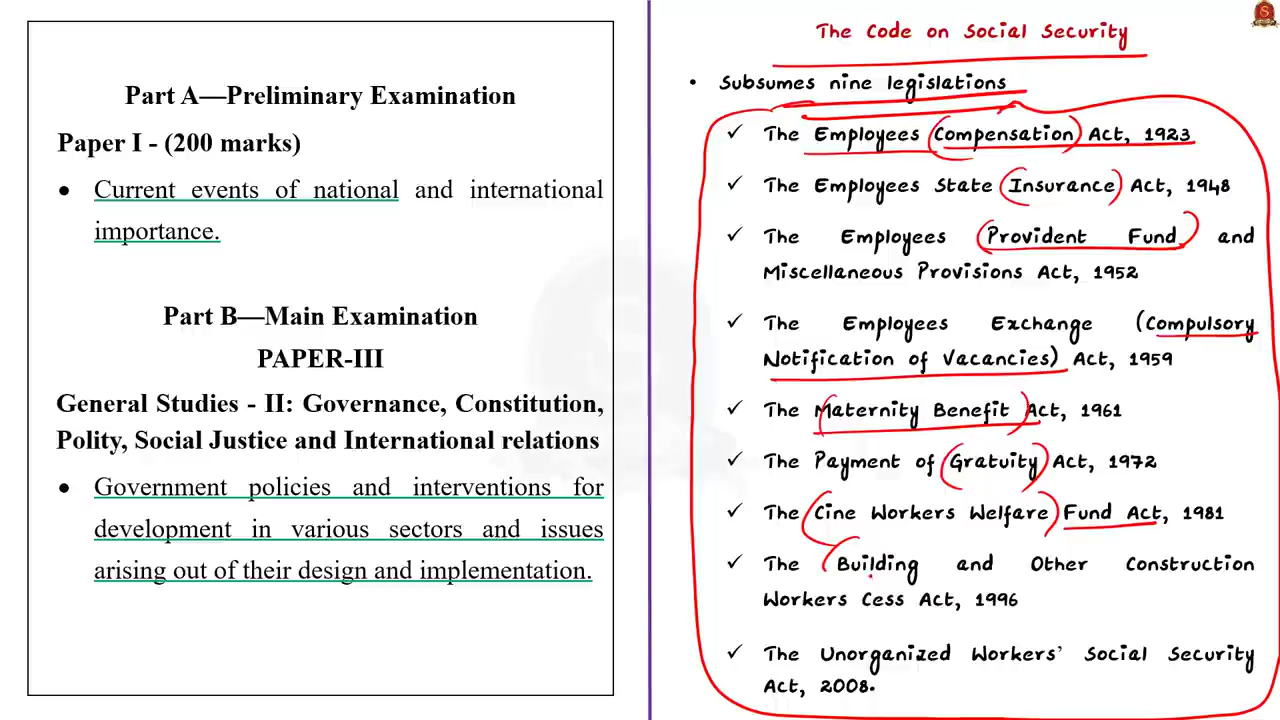 Part A—Preliminary Examination
Paper I - (200 marks)
● Current events of national and international
importance.
Part B—Main Examination
PAPER-III
General Studies - II: Governance, Constitution,
Polity, Social Justice and International relations
● Government policies and interventions for
development in various sectors and issues
arising out of their design and implementation.
The Code on Social Security
• Subsumes nine legislations
✓ The Employees Compensation Act, 1923
✓ The Employees State Insurance Act, 1948
✓ The Employees Provident Fund and
Miscellaneous Provisions Act, 1952
✓ The Employees Exchange (Compulsory
Notification of Vacancies) Act, 1959
✓ The Maternity Benefit Act, 1961
✓ The Payment of Gratuity Act, 1972
✓ The Cine Workers Welfare Fund Act, 1981
✓ The Building and Other Construction
Workers Cess Act, 1996
✓ The Unorganized Workers' Social Security
Act, 2008.